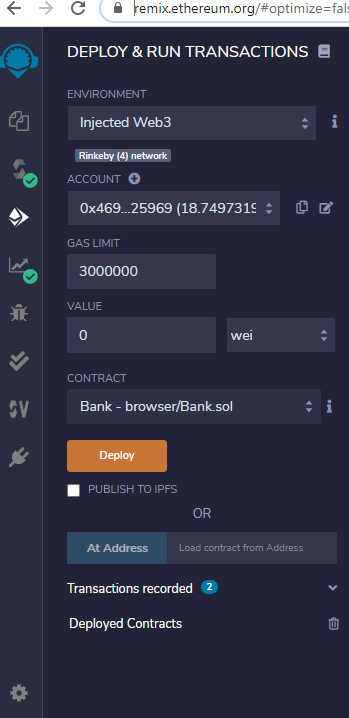 remix.ethereum.org/#optimize=fals
DEPLOY & RUN TRANSACTIONS
ENVIRONMENT
Injected Web3
Rinkeby (4) network
ACCOUNT
0x469...25969 (18.7497319
GAS LIMIT
3000000
VALUE
0 wei
CONTRACT
Bank - browser/Bank.sol
Deploy
PUBLISH TO IPFS
OR
At Address Load contract from Address
Transactions recorded 2
Deployed Contracts